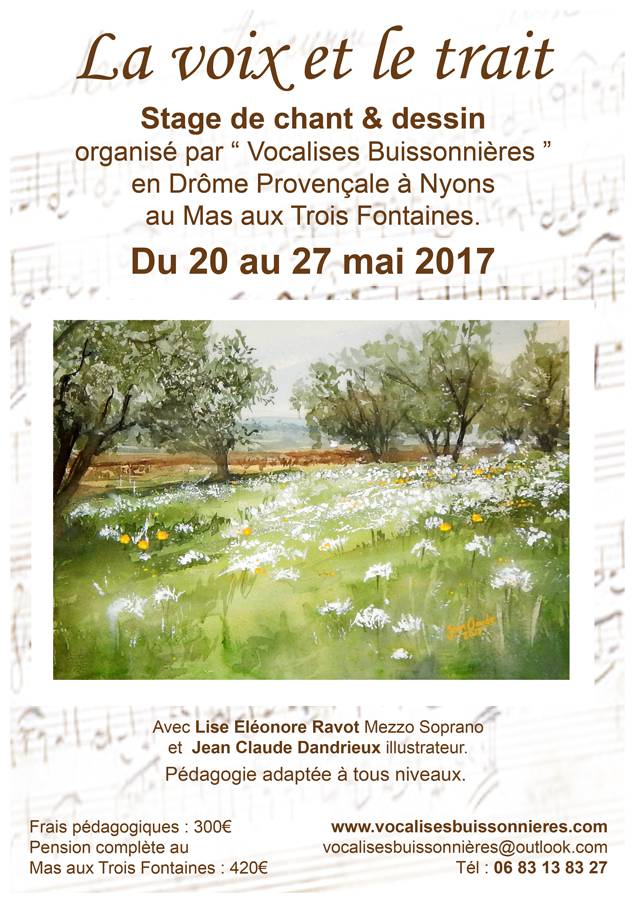 La voix et le trait
Stage de chant & dessin
organisé par “ Vocalises Buissonnières ”
en Drôme Provençale à Nyons
au Mas aux Trois Fontaines.
Du 20 au 27 mai 2017
Avec Lise Eléonore Ravot Mezzo Soprano
et Jean Claude Dandrieux illustrateur.
Pédagogie adaptée à tous niveaux.
Frais pédagogiques : 300€
Pension complète au
Mas aux Trois Fontaines : 420€
www.vocalisesbuissonnieres.com
vocalisesbuissonnières@outlook.com
Tél : 06 83 13 83 27